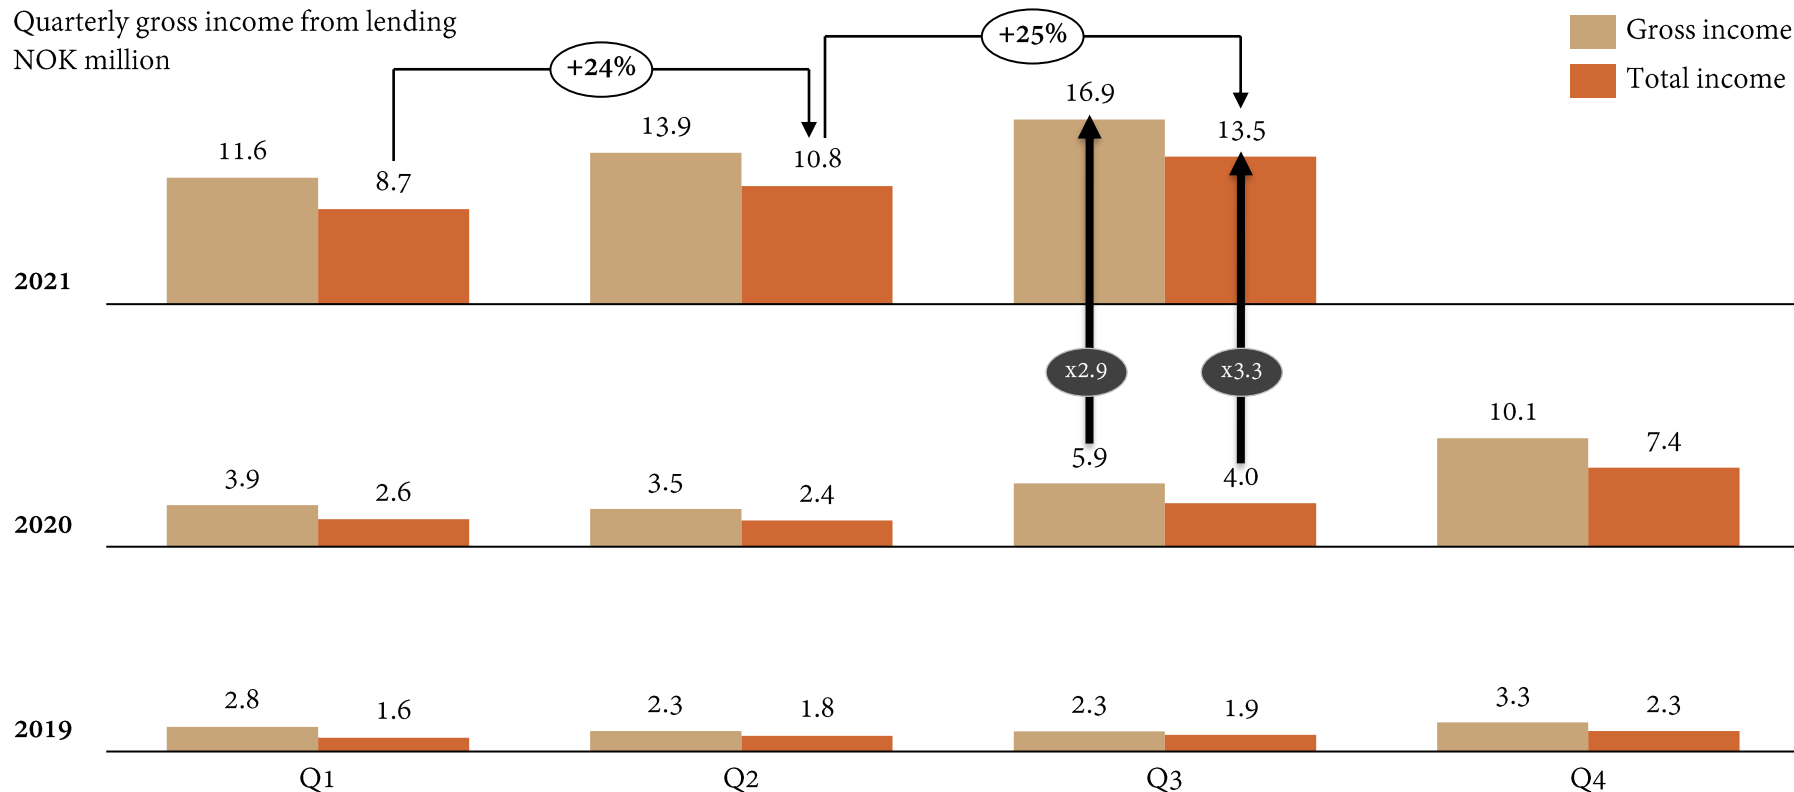 Quarterly gross income from lending
NOK million
Gross income
Total income
+24%
+25%
11.6
8.7
13.9
10.8
16.9
13.5
2021
x2.9
x3.3
3.9
2.6
3.5
2.4
5.9
4.0
10.1
7.4
2020
2.8
1.6
2.3
1.8
2.3
1.9
3.3
2.3
2019
Q1
Q2
Q3
Q4